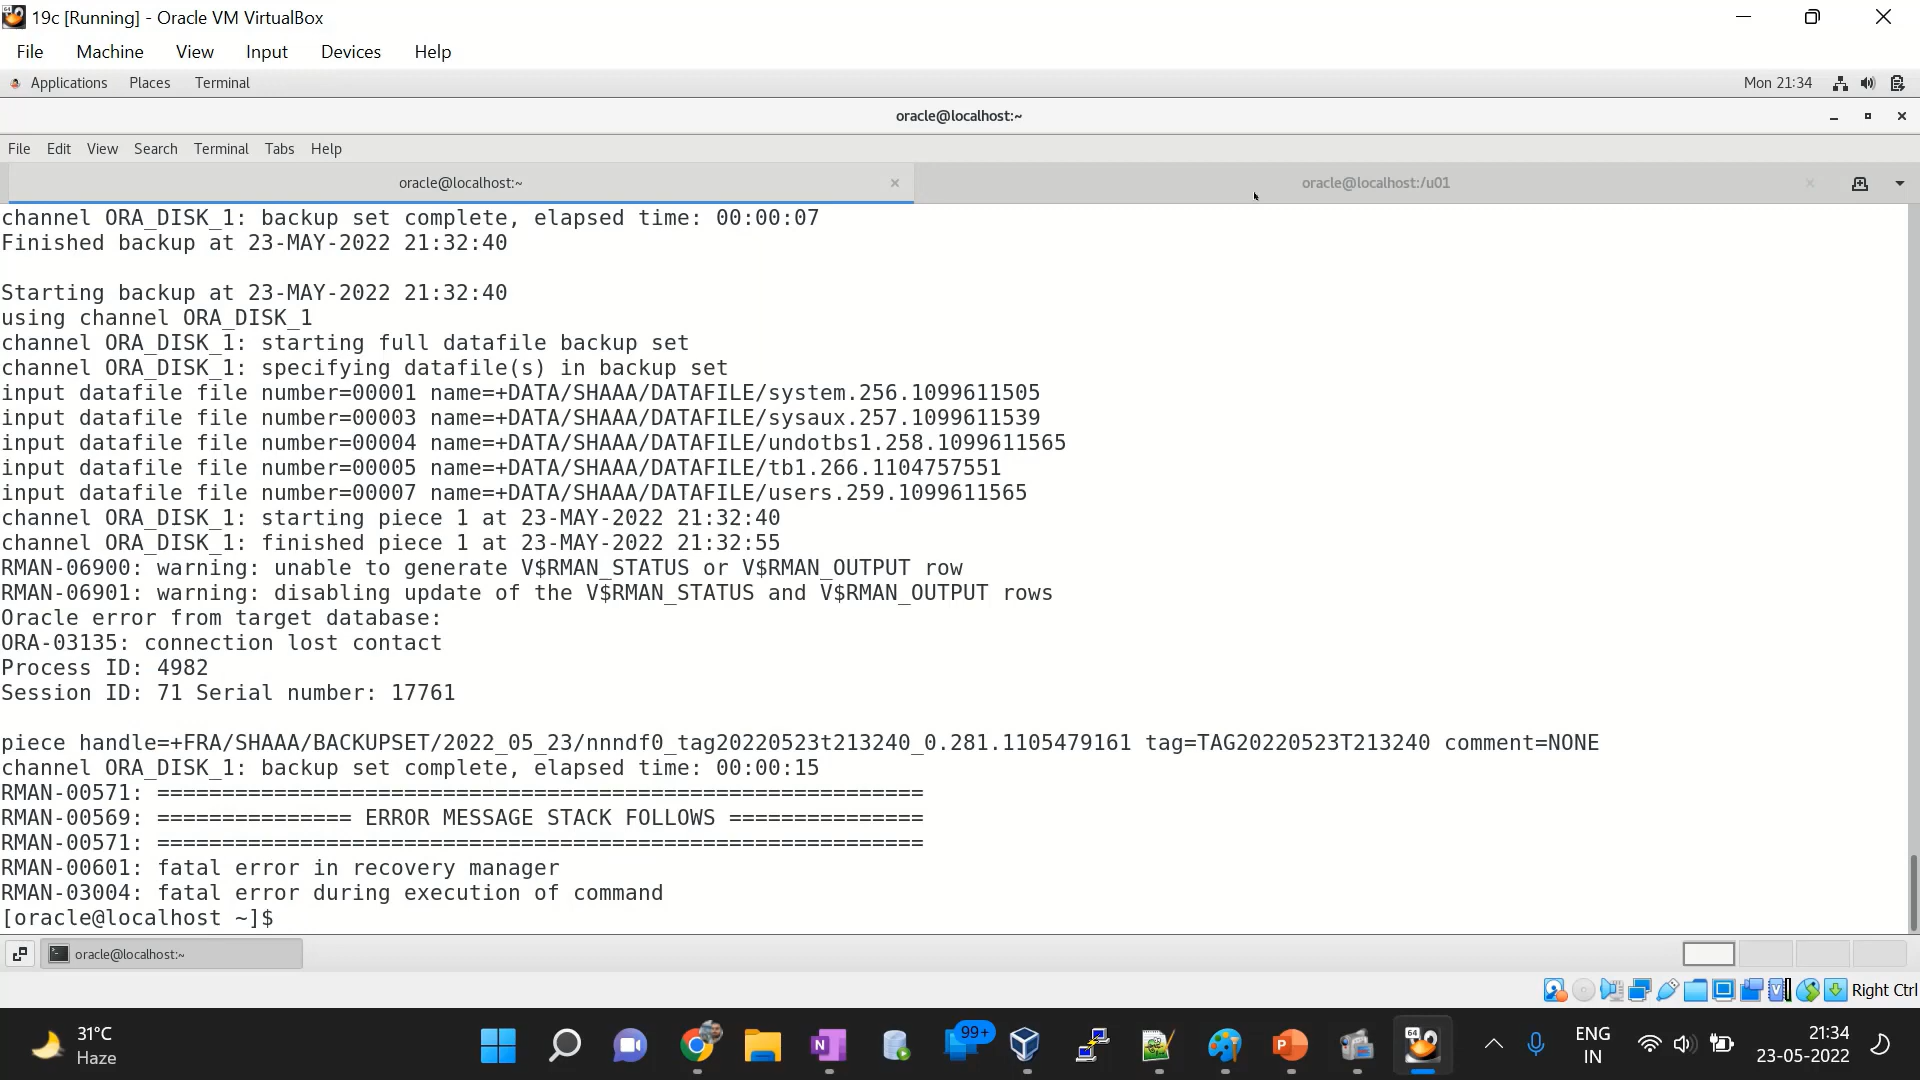 19c [Running] - Oracle VM VirtualBox
File Machine View Input Devices Help
Applications Places Terminal Mon 21:34
oracle@localhost:~
File Edit View Search Terminal Tabs Help
oracle@localhost:~ oracle@localhost:/u01
channel ORA_DISK_1: backup set complete, elapsed time: 00:00:07
Finished backup at 23-MAY-2022 21:32:40
Starting backup at 23-MAY-2022 21:32:40
using channel ORA_DISK_1
channel ORA_DISK_1: starting full datafile backup set
channel ORA_DISK_1: specifying datafile(s) in backup set
input datafile file number=00001 name=+DATA/SHAAA/DATAFILE/system.256.1099611505
input datafile file number=00003 name=+DATA/SHAAA/DATAFILE/sysaux.257.1099611539
input datafile file number=00004 name=+DATA/SHAAA/DATAFILE/undotbs1.258.1099611565
input datafile file number=00005 name=+DATA/SHAAA/DATAFILE/tb1.266.1104757551
input datafile file number=00007 name=+DATA/SHAAA/DATAFILE/users.259.1099611565
channel ORA_DISK_1: starting piece 1 at 23-MAY-2022 21:32:40
channel ORA_DISK_1: finished piece 1 at 23-MAY-2022 21:32:55
RMAN-06900: warning: unable to generate V$RMAN_STATUS or V$RMAN_OUTPUT row
RMAN-06901: warning: disabling update of the V$RMAN_STATUS and V$RMAN_OUTPUT rows
Oracle error from target database:
ORA-03135: connection lost contact
Process ID: 4982
Session ID: 71 Serial number: 17761
piece handle=+FRA/SHAAA/BACKUPSET/2022_05_23/nnndf0_tag20220523t213240_0.281.1105479161 tag=TAG20220523T213240 comment=NONE
channel ORA_DISK_1: backup set complete, elapsed time: 00:00:15
RMAN-00571: ===========================================================
RMAN-00569: =============== ERROR MESSAGE STACK FOLLOWS ===============
RMAN-00571: ===========================================================
RMAN-00601: fatal error in recovery manager
RMAN-03004: fatal error during execution of command
[oracle@localhost ~]$
oracle@localhost:~
Right Ctrl
31°C
Haze
99+
N
P
64
ENG
IN
21:34
23-05-2022